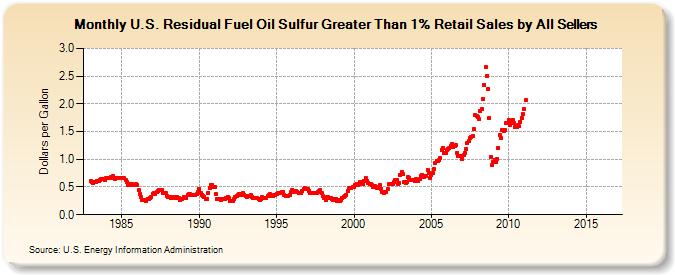 Monthly U.S. Residual Fuel Oil Sulfur Greater Than 1% Retail Sales by All Sellers
Dollars per Gallon
3.0
2.5
2.0
1.5
1.0
0.5
0.0
1985 1990 1995 2000 2005 2010 2015
Source: U.S. Energy Information Administration